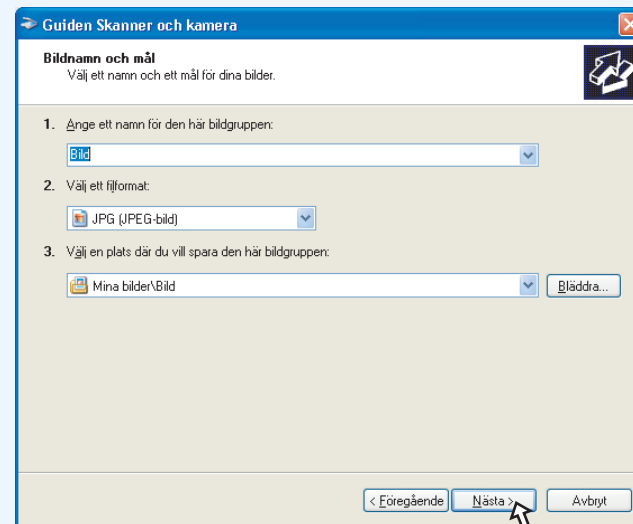 Guiden Skanner och kamera
Bildnamn och mål
Välj ett namn och ett mål för dina bilder.
1. Ange ett namn för den här bildgruppen:
Bild
2. Välj ett filformat:
JPG (JPEG-bild)
3. Välj en plats där du vill spara den här bildgruppen:
Mina bilder\Bild Bläddra...
< Föregående Nästa > Avbryt